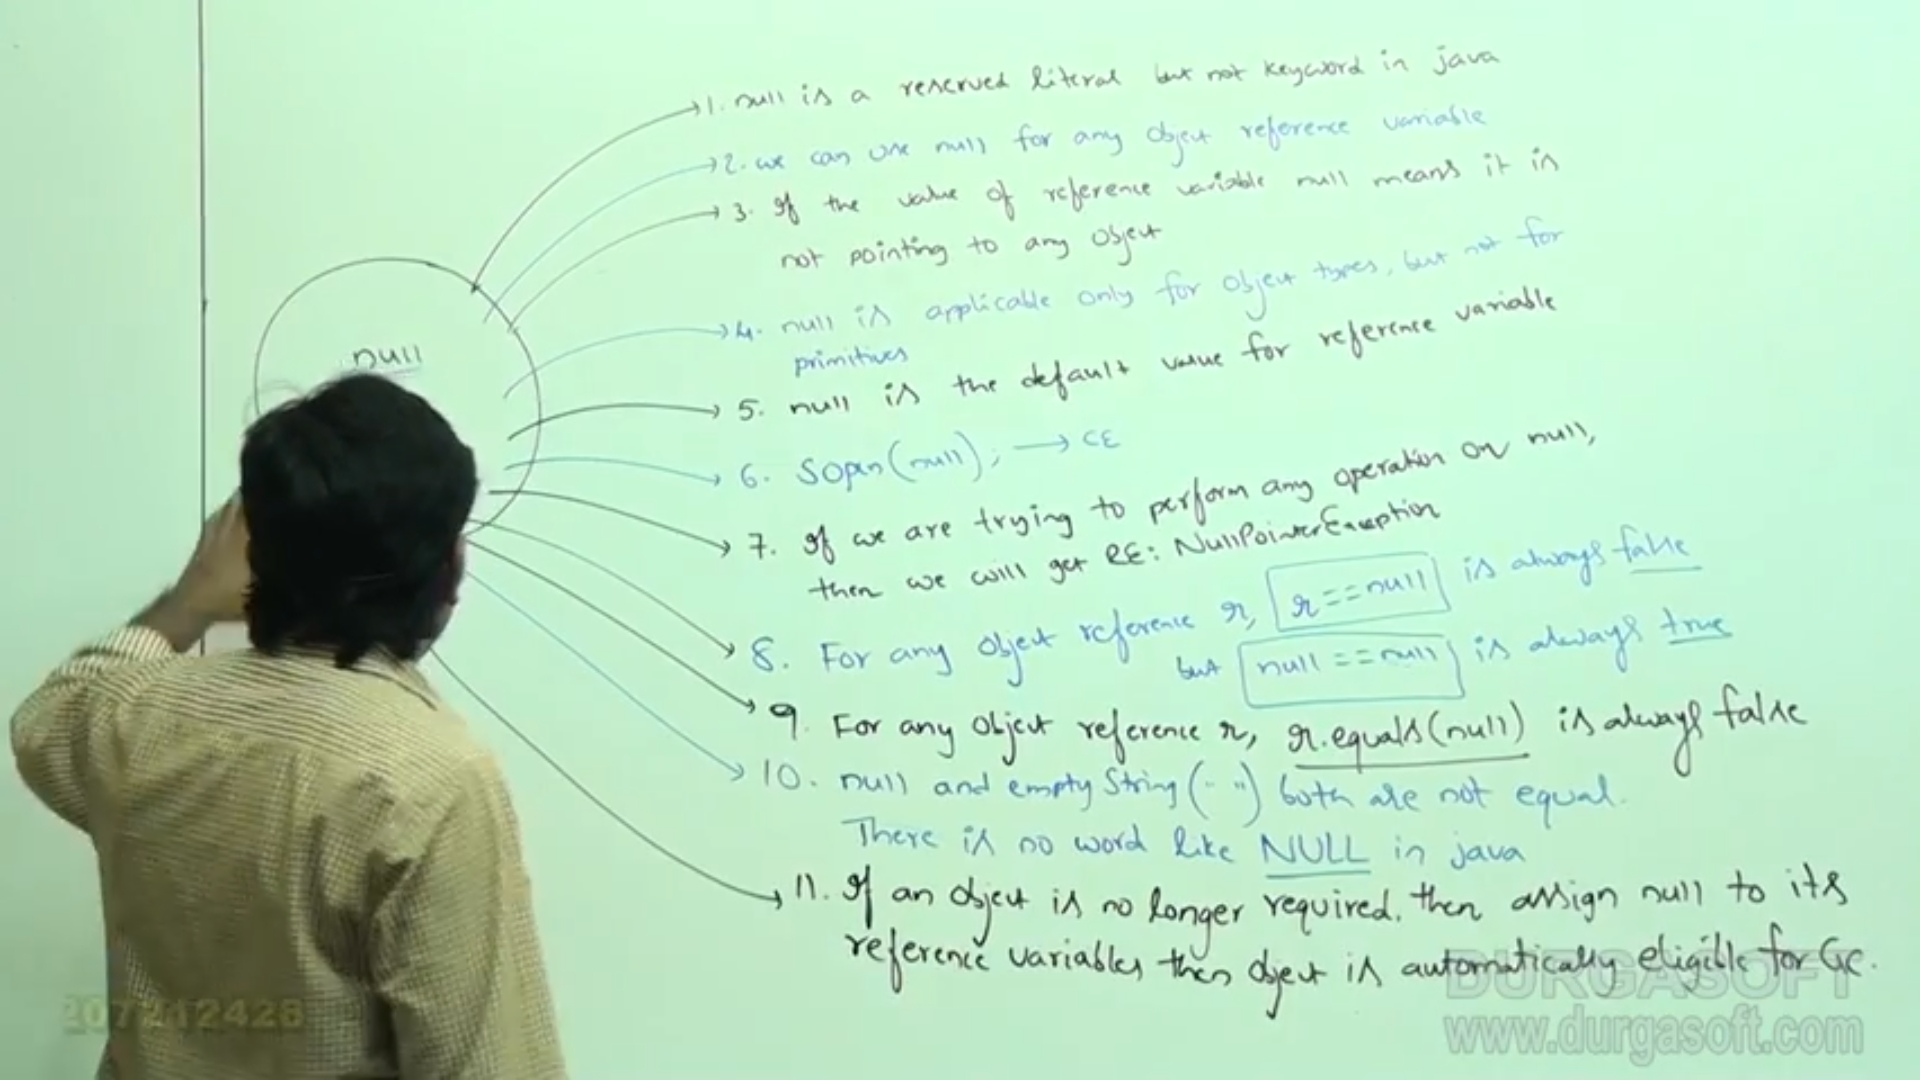 null
1. null is a reserved literal but not keyword in java
2. we can use null for any object reference variable
3. If the value of reference variable null means it is
not pointing to any object
4. null is applicable only for object types, but not for
primitives
5. null is the default value for reference variable
6. Sopln(null); → CE
7. If we are trying to perform any operation on null,
then we will get RE: NullPointerException
8. For any object reference r, r==null is always false
but null==null is always true
9. For any object reference r, r.equals(null) is always false
10. null and empty String(" ") both are not equal.
There is no word like NULL in java
11. If an object is no longer required. then assign null to its
reference variables then object is automatically eligible for GC.
DURGASOFT
www.durgasoft.com
207212428